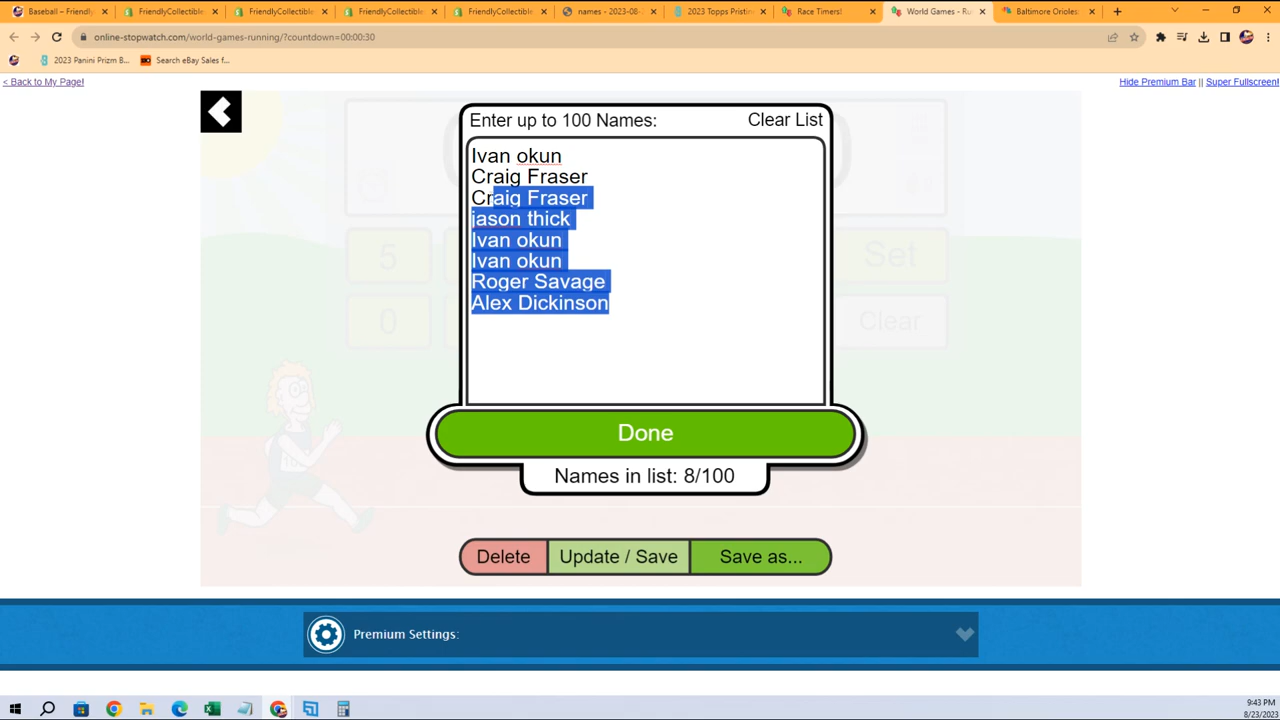 Baseball – Friendly
FriendlyCollectible
FriendlyCollectible
FriendlyCollectible
FriendlyCollectible
names - 2023-08-
2023 Topps Pristin
Race Timers!
World Games - Ru
Baltimore Orioles
online-stopwatch.com/world-games-running/?countdown=00:00:30
2023 Panini Prizm B...
Search eBay Sales f...
< Back to My Page!
Hide Premium Bar || Super Fullscreen!
Enter up to 100 Names:
Clear List
Ivan okun
Craig Fraser
Craig Fraser
jason thick
Ivan okun
Ivan okun
Roger Savage
Alex Dickinson
5
Set
0
Clear
Done
Names in list: 8/100
Delete
Update / Save
Save as...
Premium Settings:
9:43 PM
8/23/2023